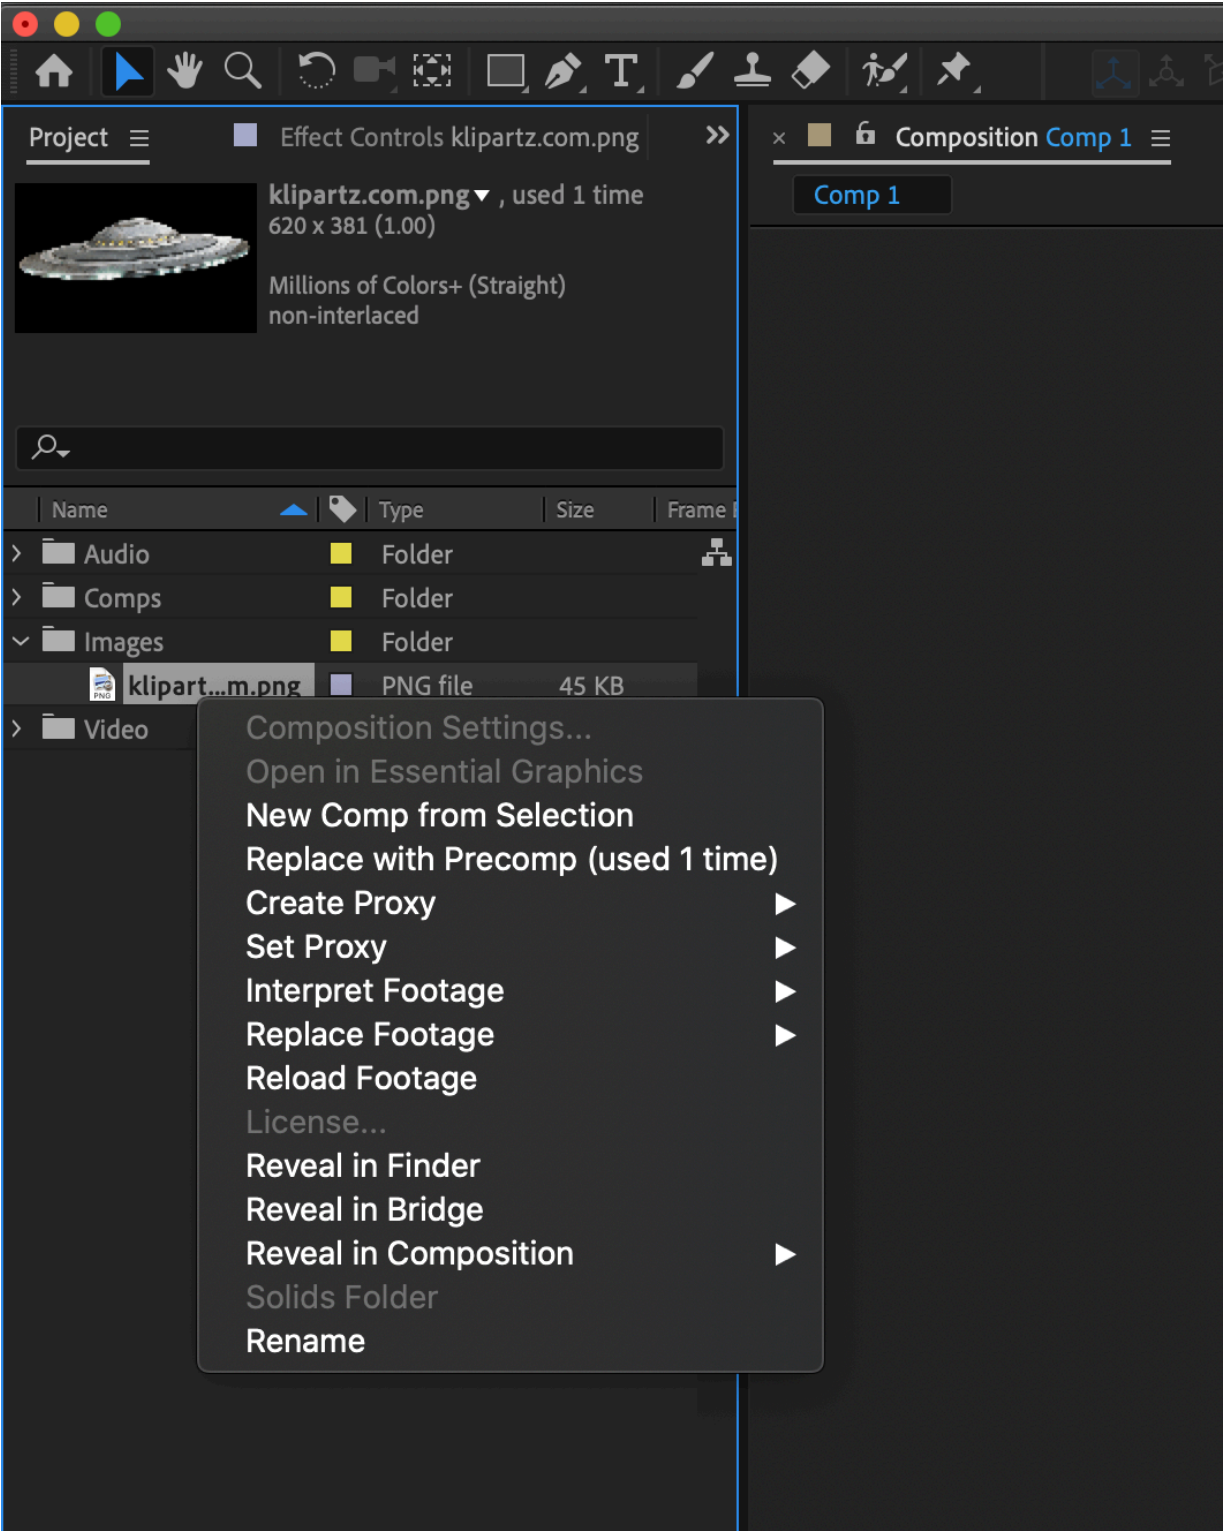 Project
Effect Controls klipartz.com.png
Composition Comp 1
Comp 1
klipartz.com.png , used 1 time
620 x 381 (1.00)
Millions of Colors+ (Straight)
non-interlaced
Name Type Size Frame
Audio Folder
Comps Folder
Images Folder
klipart...m.png PNG file 45 KB
Video
Composition Settings...
Open in Essential Graphics
New Comp from Selection
Replace with Precomp (used 1 time)
Create Proxy
Set Proxy
Interpret Footage
Replace Footage
Reload Footage
License...
Reveal in Finder
Reveal in Bridge
Reveal in Composition
Solids Folder
Rename